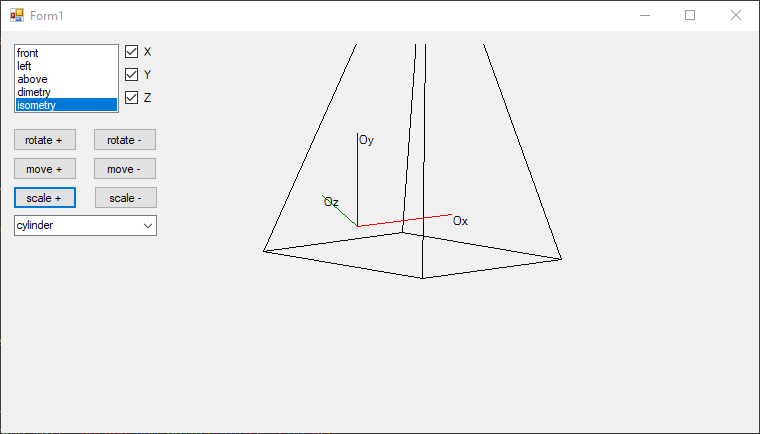 Form1
front
left
above
dimetry
isometry
X
Y
Z
rotate +
rotate -
move +
move -
scale +
scale -
cylinder
Oy
Oz
Ox